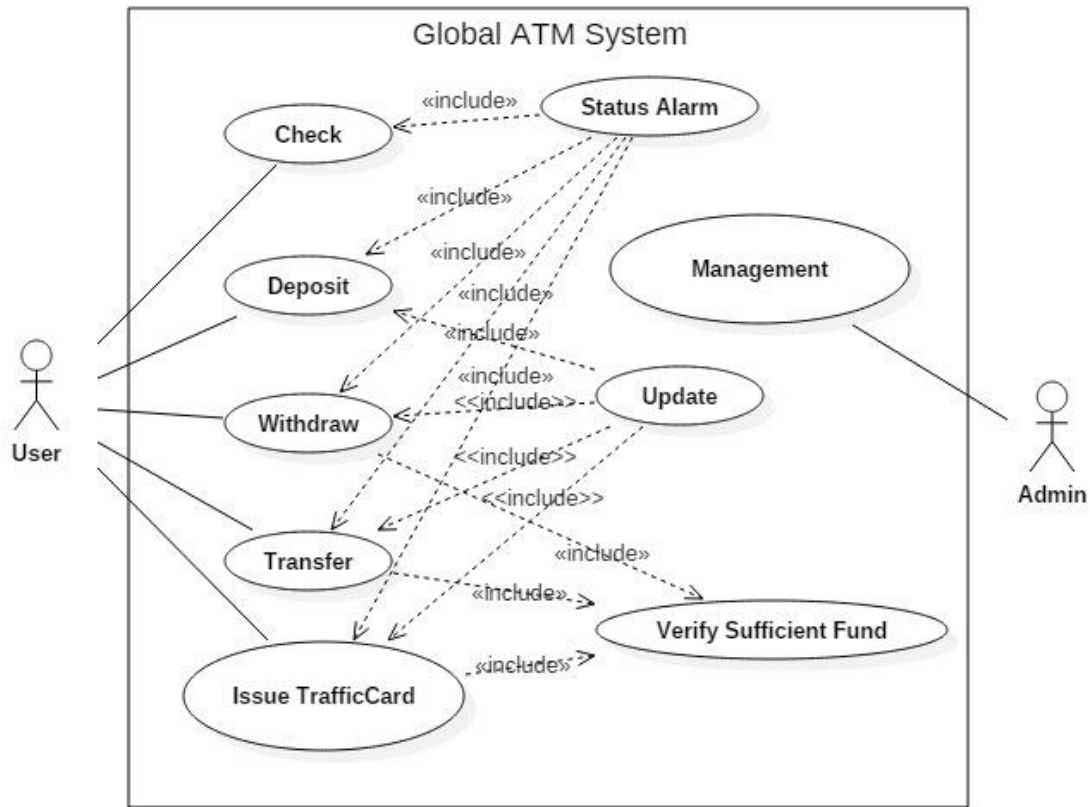 Global ATM System
«include»
Status Alarm
Check
«include»
«include»
Management
Deposit
«include»
«include»
«include»
Update
<<include>>
Withdraw
User
<<include>>
Admin
<<include>>
«include»
Transfer
«include»
Verify Sufficient Fund
«include»
Issue TrafficCard